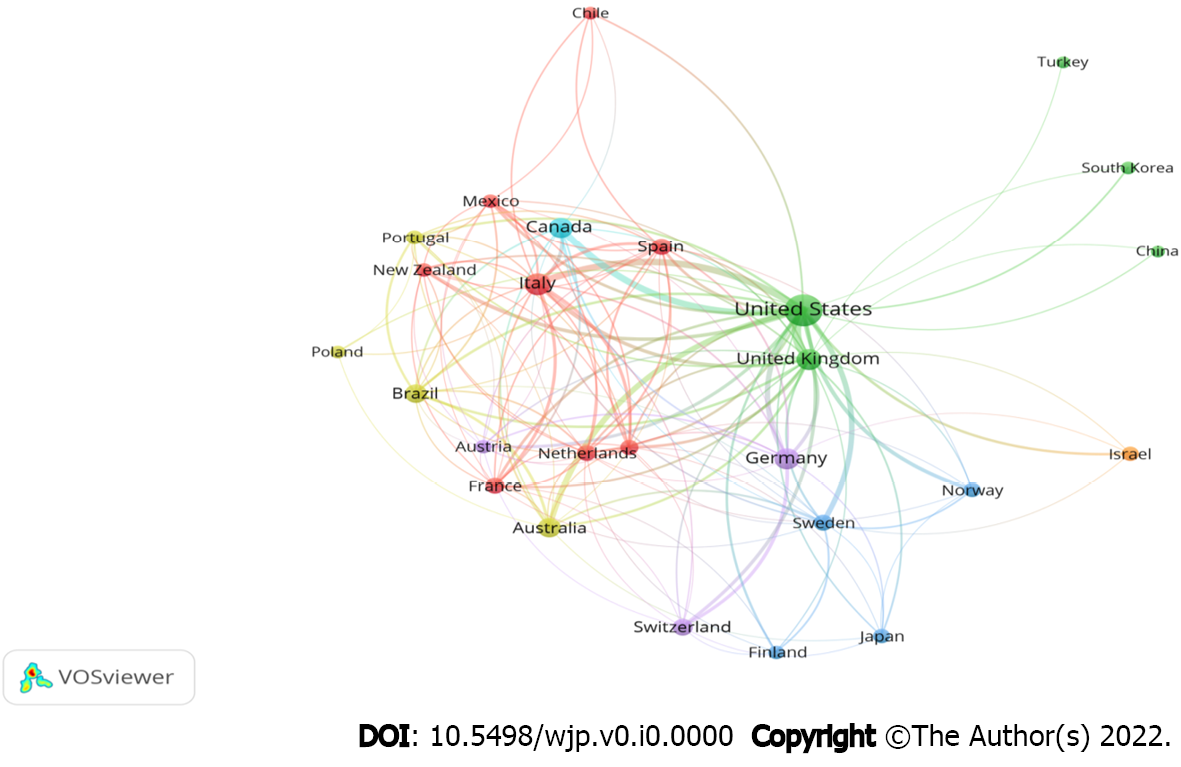 Chile
Turkey
South Korea
Mexico
Canada
Portugal
Spain
China
New Zealand
Italy
United States
Poland
United Kingdom
Brazil
Austria
Netherlands
Germany
Israel
France
Norway
Australia
Sweden
Switzerland
Japan
Finland
VOSviewer
DOI: 10.5498/wjp.v0.i0.0000 Copyright ©The Author(s) 2022.